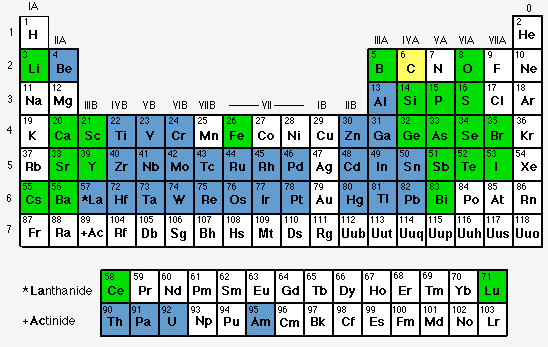 IA 0
1 2
1 H IIA IIIA IVA VA VIA VIIA He
3 4 5 6 7 8 9 10
2 Li Be B C N O F Ne
11 12 13 14 15 16 17 18
3 Na Mg IIIB IVB VB VIB VIIB VII IB IIB Al Si P S Cl Ar
19 20 21 22 23 24 25 26 27 28 29 30 31 32 33 34 35 36
4 K Ca Sc Ti V Cr Mn Fe Co Ni Cu Zn Ga Ge As Se Br Kr
37 38 39 40 41 42 43 44 45 46 47 48 49 50 51 52 53 54
5 Rb Sr Y Zr Nb Mo Tc Ru Rh Pd Ag Cd In Sn Sb Te I Xe
55 56 57 72 73 74 75 76 77 78 79 80 81 82 83 84 85 86
6 Cs Ba *La Hf Ta W Re Os Ir Pt Au Hg Tl Pb Bi Po At Rn
87 88 89 104 105 106 107 108 109 110 111 112 113 114 115 116 117 118
7 Fr Ra +Ac Rf Db Sg Bh Hs Mt Ds Rg Uub Uut Uuq Uup Uuh Uus Uuo
58 59 60 61 62 63 64 65 66 67 68 69 70 71
*Lanthanide Ce Pr Nd Pm Sm Eu Gd Tb Dy Ho Er Tm Yb Lu
90 91 92 93 94 95 96 97 98 99 100 101 102 103
+Actinide Th Pa U Np Pu Am Cm Bk Cf Es Fm Md No Lr